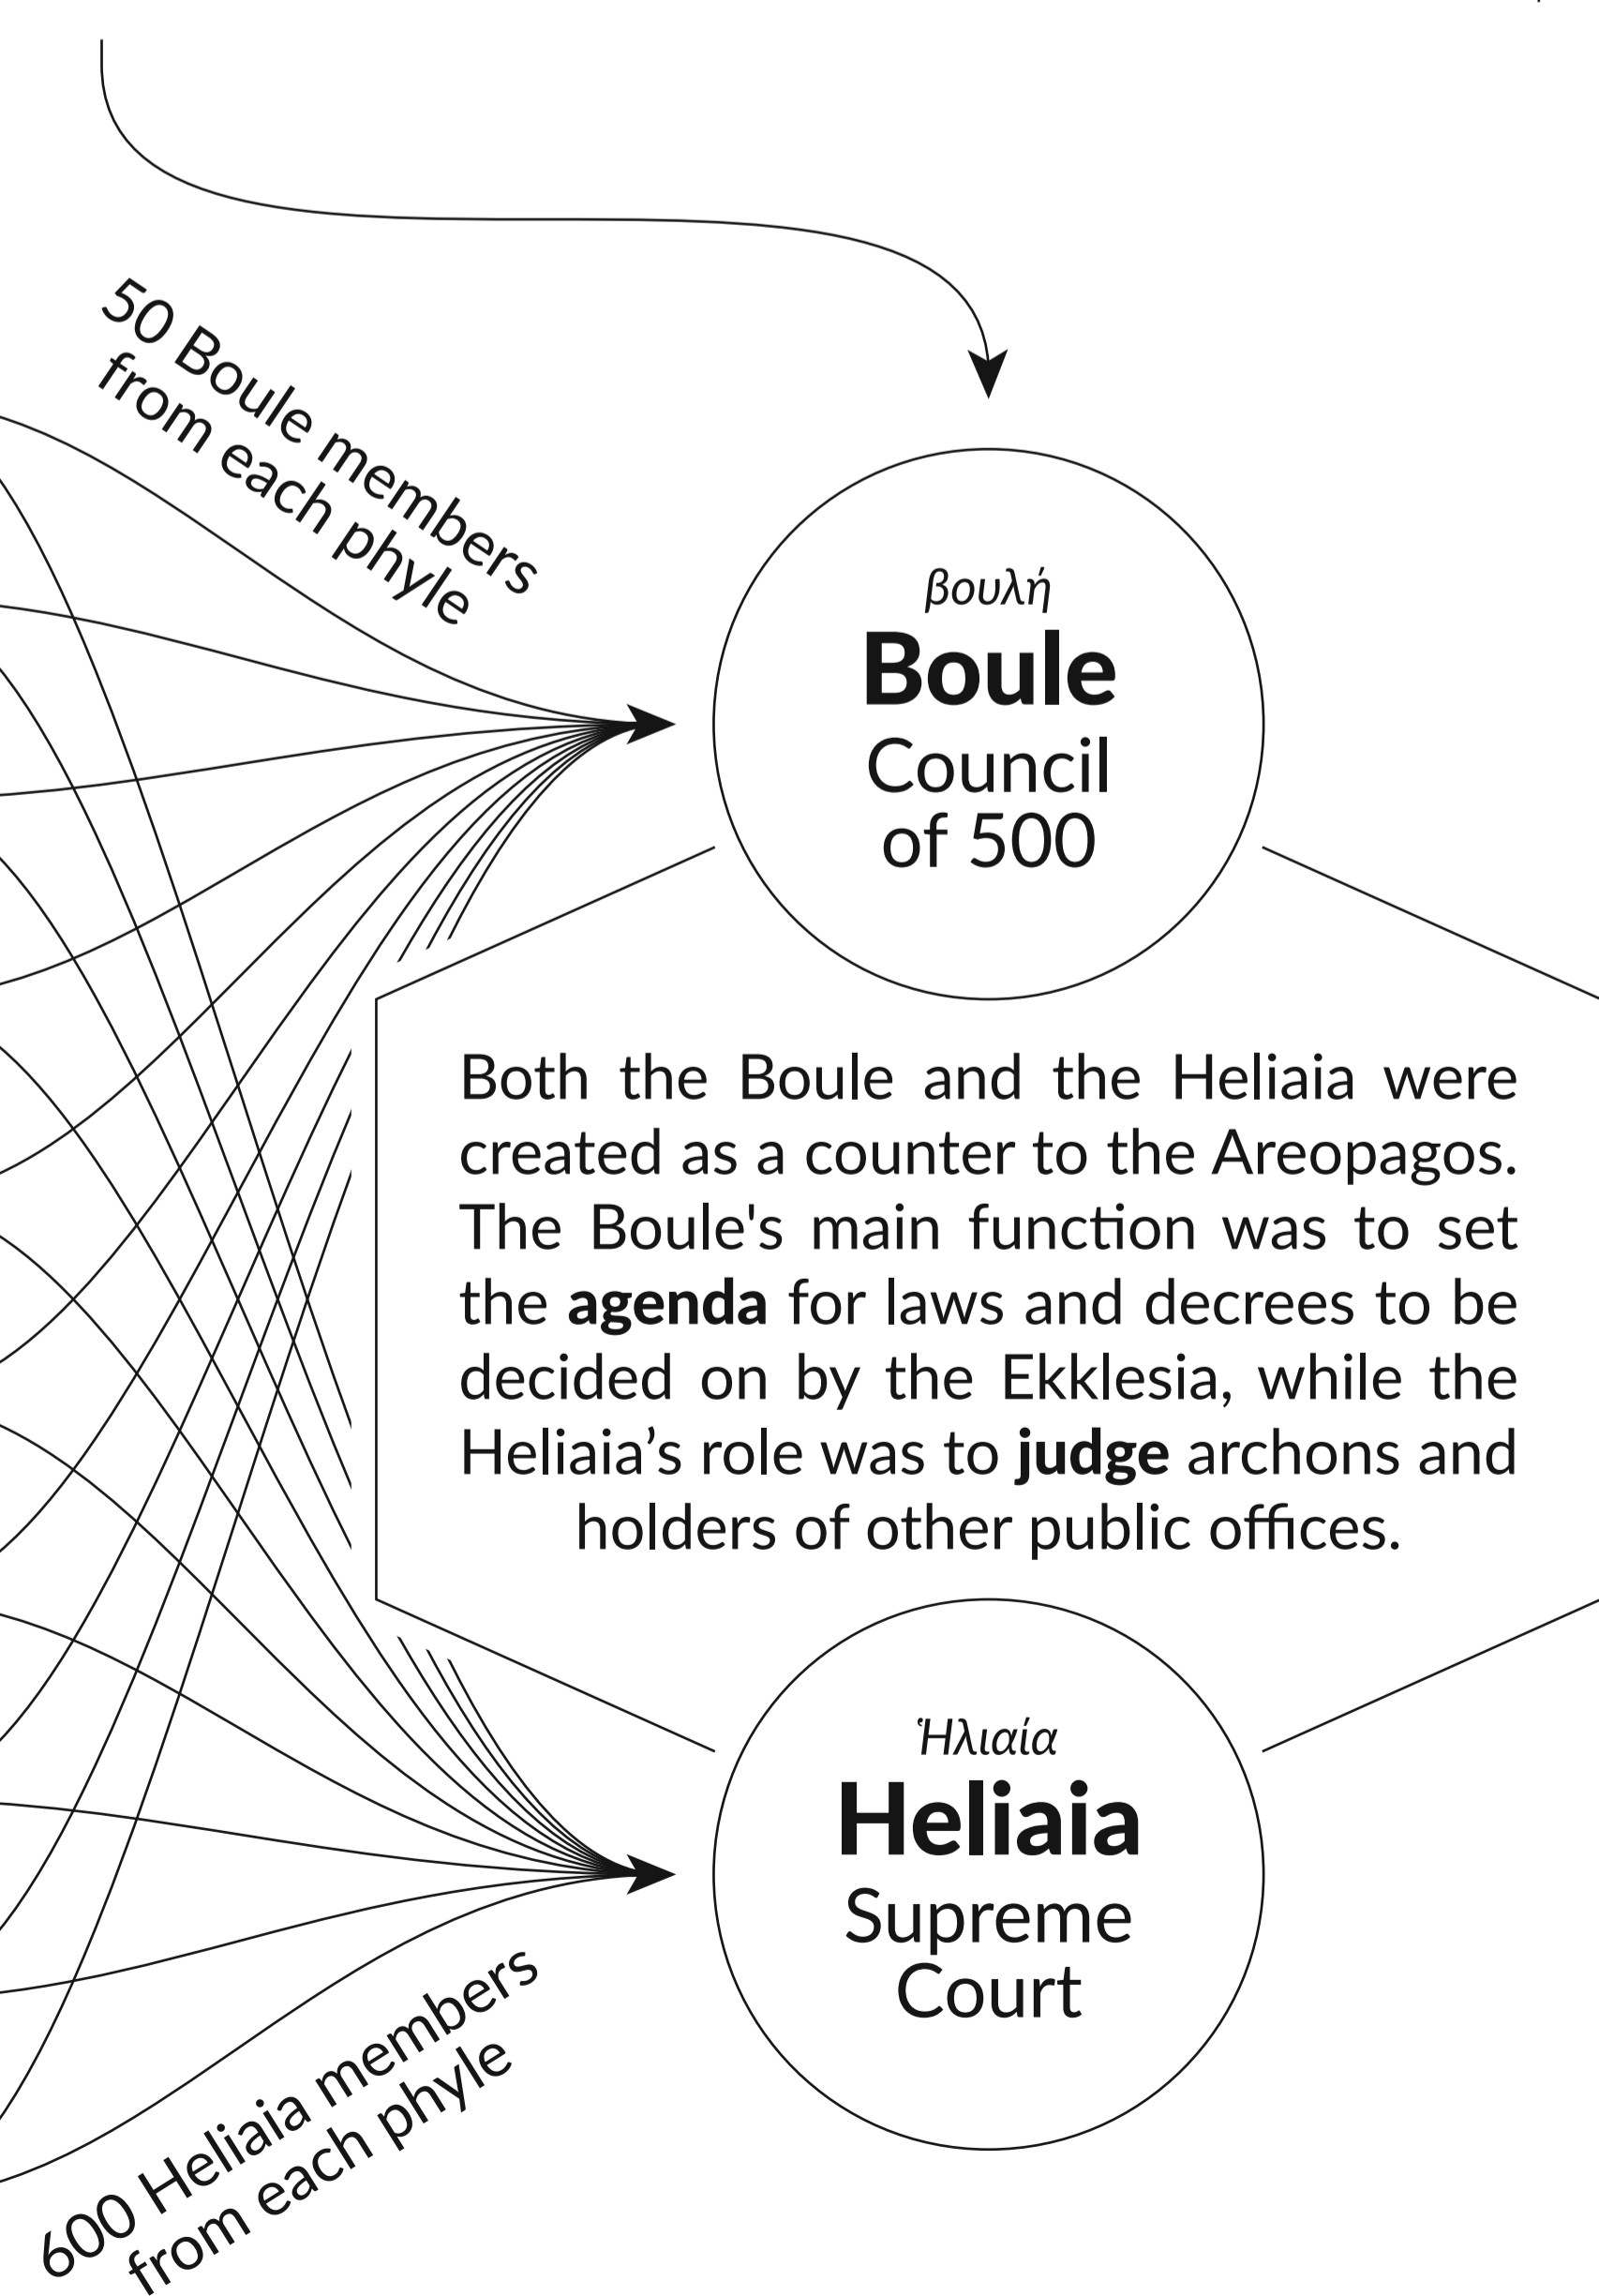 50 Boule members
from each phyle
βουλή
Boule
Council
of 500
Both the Boule and the Heliaia were
created as a counter to the Areopagos.
The Boule's main function was to set
the agenda for laws and decrees to be
decided on by the Ekklesia, while the
Heliaia’s role was to judge archons and
holders of other public offices.
Ἡλιαία
Heliaia
Supreme
Court
600 Heliaia members
from each phyle